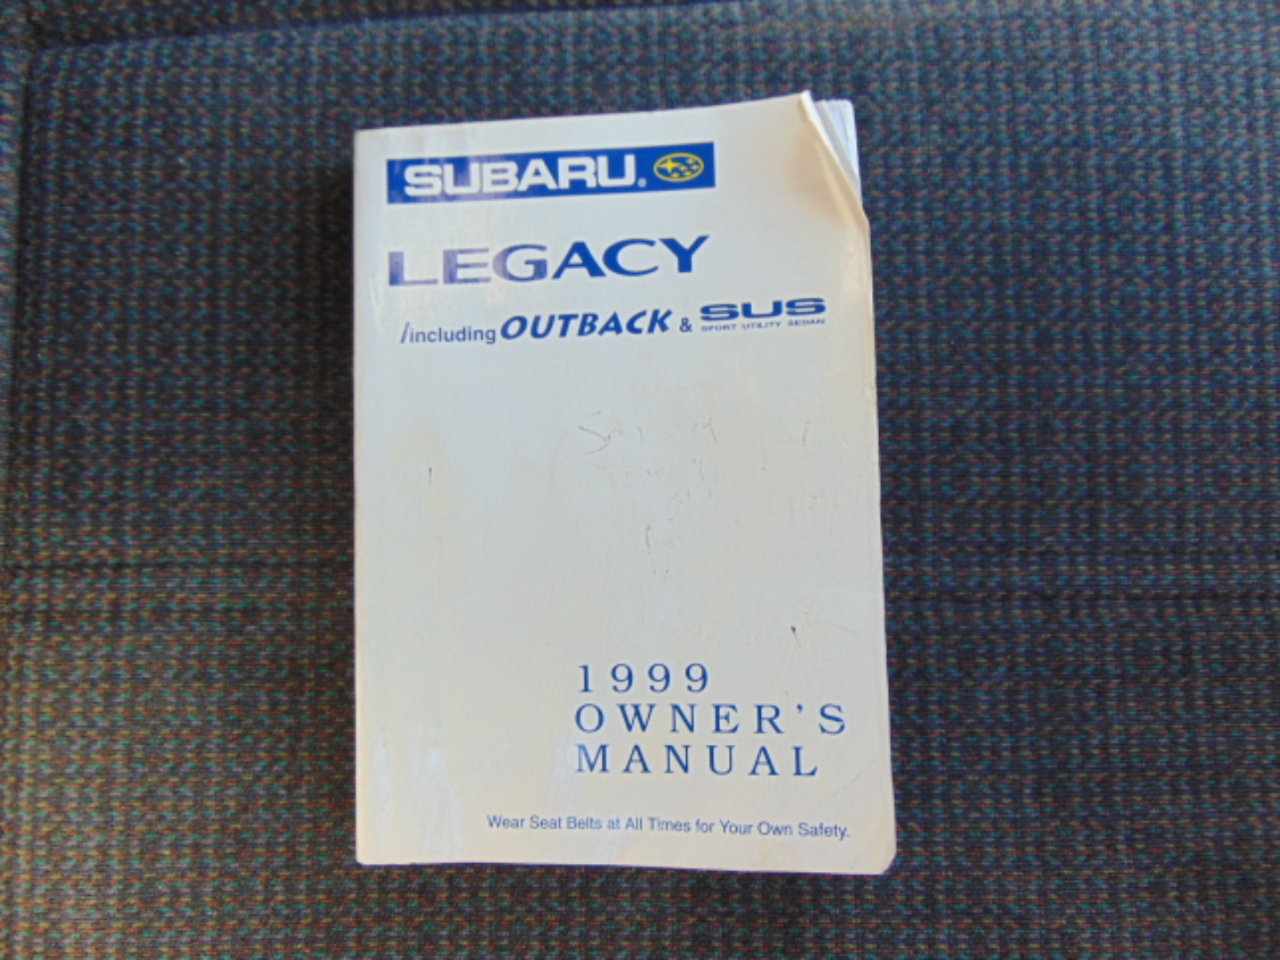 SUBARU®
LEGACY
/including OUTBACK & SUS
SPORT UTILITY SEDAN
1999
OWNER'S
MANUAL
Wear Seat Belts at All Times for Your Own Safety.